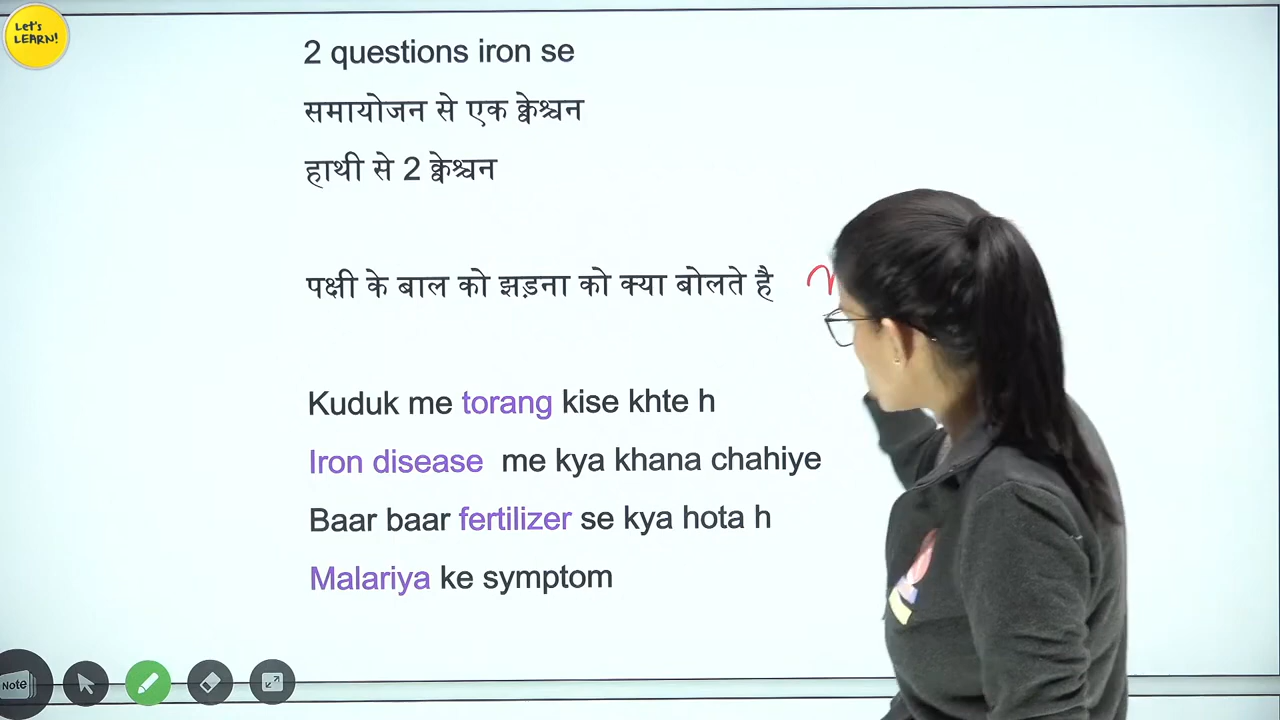 Let's
LEARN!
2 questions iron se
समायोजन से एक क्वेश्चन
हाथी से 2 क्वेश्चन
पक्षी के बाल को झड़ना को क्या बोलते है
Kuduk me torang kise khte h
Iron disease me kya khana chahiye
Baar baar fertilizer se kya hota h
Malariya ke symptom
Note